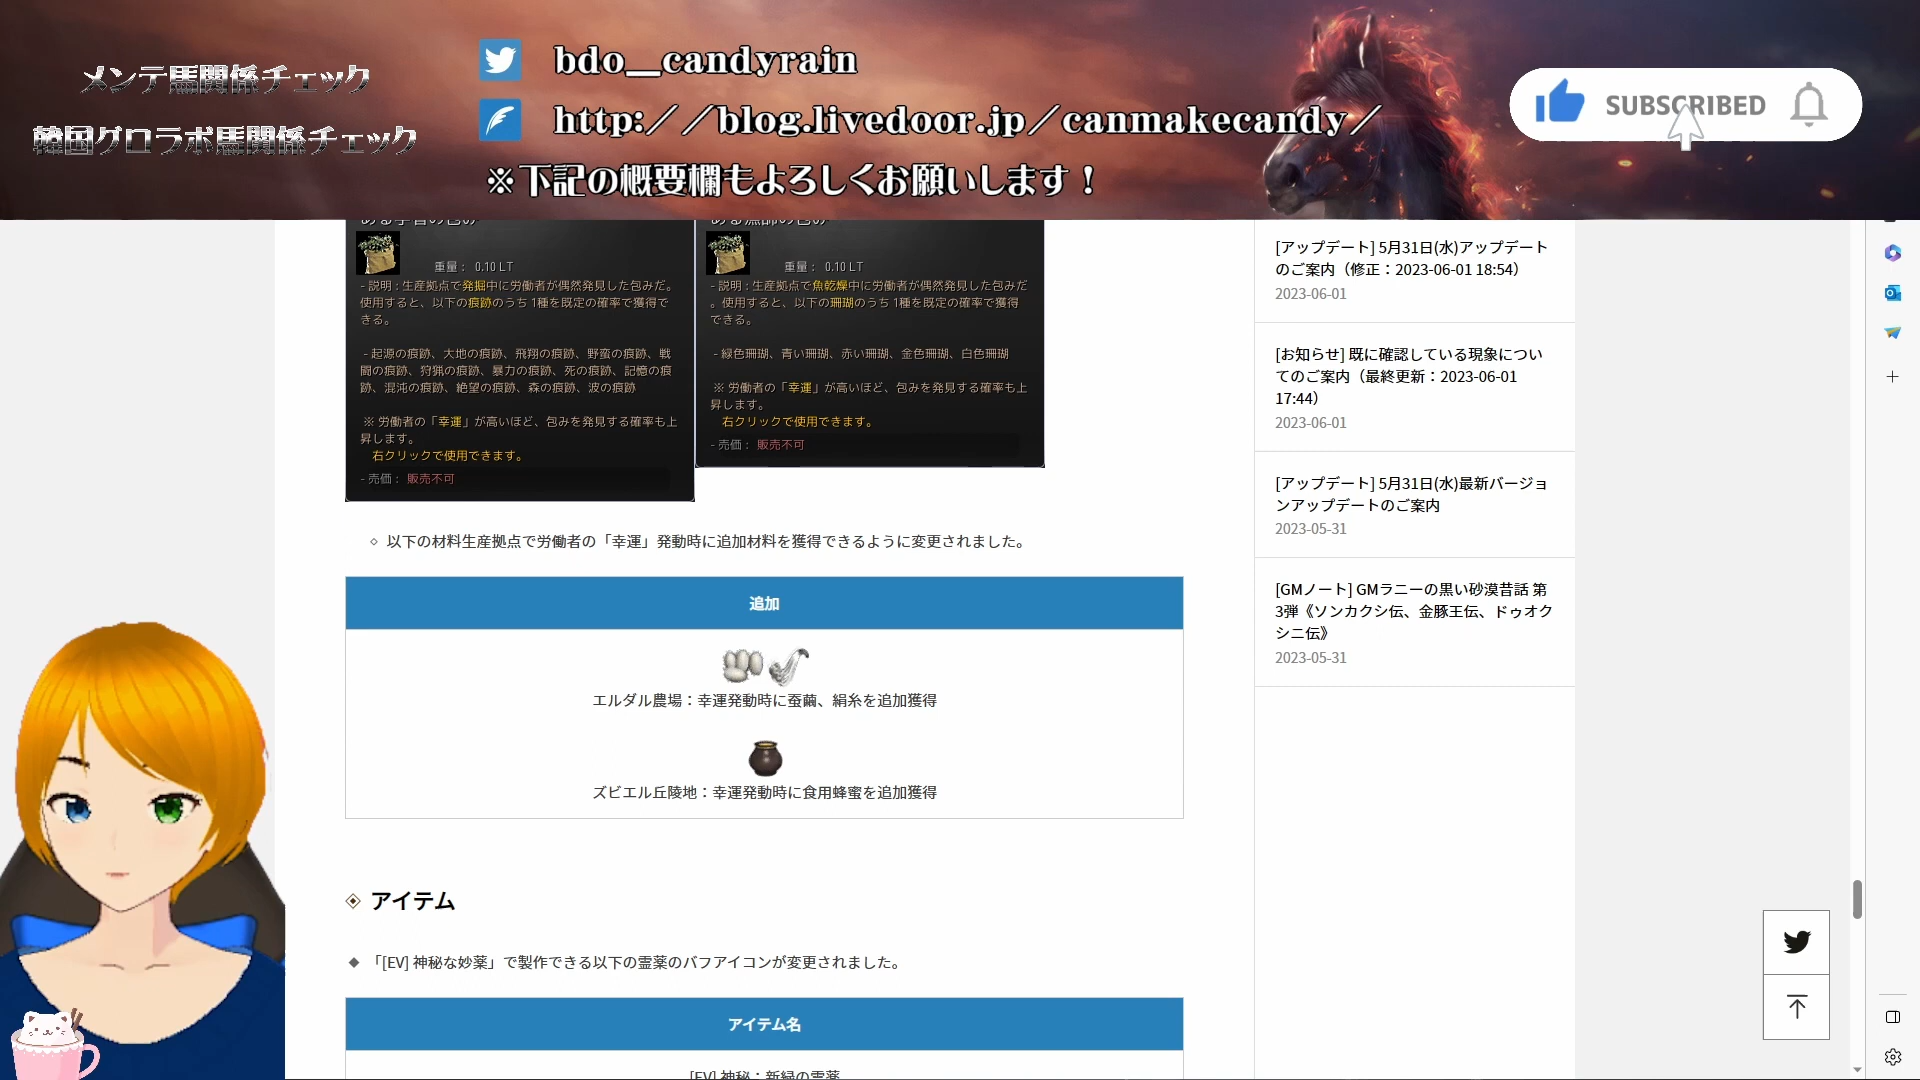 メンテ馬関係チェック
韓国グロラボ馬関係チェック
bdo__candyrain
http://blog.livedoor.jp/canmakecandy/
※下記の概要欄もよろしくお願いします！
SUBSCRIBED
ある学者の包み
重量： 0.10 LT
- 説明 : 生産拠点で発掘中に労働者が偶然発見した包みだ。
使用すると、以下の痕跡のうち 1種を既定の確率で獲得で
きる。
- 起源の痕跡、大地の痕跡、飛翔の痕跡、野蛮の痕跡、戦
闘の痕跡、狩猟の痕跡、暴力の痕跡、死の痕跡、記憶の痕
跡、混沌の痕跡、絶望の痕跡、森の痕跡、波の痕跡
※ 労働者の「幸運」が高いほど、包みを発見する確率も上
昇します。
右クリックで使用できます。
- 売価： 販売不可
ある漁師の包み
重量： 0.10 LT
- 説明 : 生産拠点で魚乾燥中に労働者が偶然発見した包みだ
。使用すると、以下の珊瑚のうち 1種を既定の確率で獲得
できる。
- 緑色珊瑚、青い珊瑚、赤い珊瑚、金色珊瑚、白色珊瑚
※ 労働者の「幸運」が高いほど、包みを発見する確率も上
昇します。
右クリックで使用できます。
- 売価： 販売不可
以下の材料生産拠点で労働者の「幸運」発動時に追加材料を獲得できるように変更されました。
追加
エルダル農場：幸運発動時に蚕繭、絹糸を追加獲得
ズビエル丘陵地：幸運発動時に食用蜂蜜を追加獲得
アイテム
「[EV] 神秘な妙薬」で製作できる以下の霊薬のバフアイコンが変更されました。
アイテム名
[EV] 神秘：新緑の霊薬
[アップデート] 5月31日(水)アップデート
のご案内（修正：2023-06-01 18:54）
2023-06-01
[お知らせ] 既に確認している現象につい
てのご案内（最終更新：2023-06-01
17:44）
2023-06-01
[アップデート] 5月31日(水)最新バージョ
ンアップデートのご案内
2023-05-31
[GMノート] GMラニーの黒い砂漠昔話 第
3弾《ソンカクシ伝、金豚王伝、ドゥオク
シニ伝》
2023-05-31